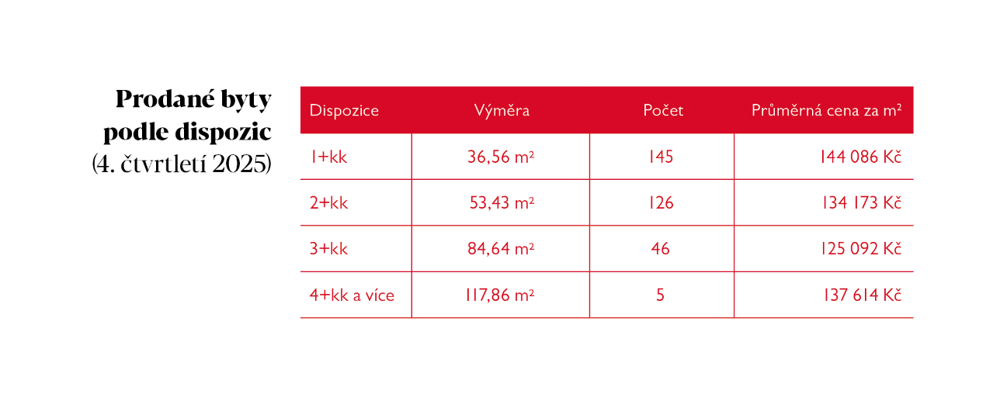 Prodané byty
podle dispozic
(4. čtvrtletí 2025)
Dispozice Výměra Počet Průměrná cena za m²
1+kk 36,56 m² 145 144 086 Kč
2+kk 53,43 m² 126 134 173 Kč
3+kk 84,64 m² 46 125 092 Kč
4+kk a více 117,86 m² 5 137 614 Kč